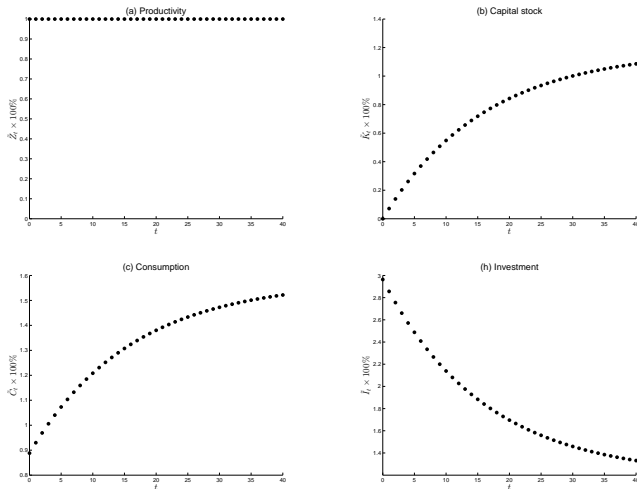 (a) Productivity
1
0.9
0.8
0.7
0.6
0.5
0.4
0.3
0.2
0.1
0
0 5 10 15 20 25 30 35 40
t
Ẑ_t × 100%
(b) Capital stock
1.4
1.2
1
0.8
0.6
0.4
0.2
0
0 5 10 15 20 25 30 35 40
t
K̂_t × 100%
(c) Consumption
1.6
1.5
1.4
1.3
1.2
1.1
1
0.9
0.8
0 5 10 15 20 25 30 35 40
t
Ĉ_t × 100%
(h) Investment
3
2.8
2.6
2.4
2.2
2
1.8
1.6
1.4
0 5 10 15 20 25 30 35 40
t
Î_t × 100%